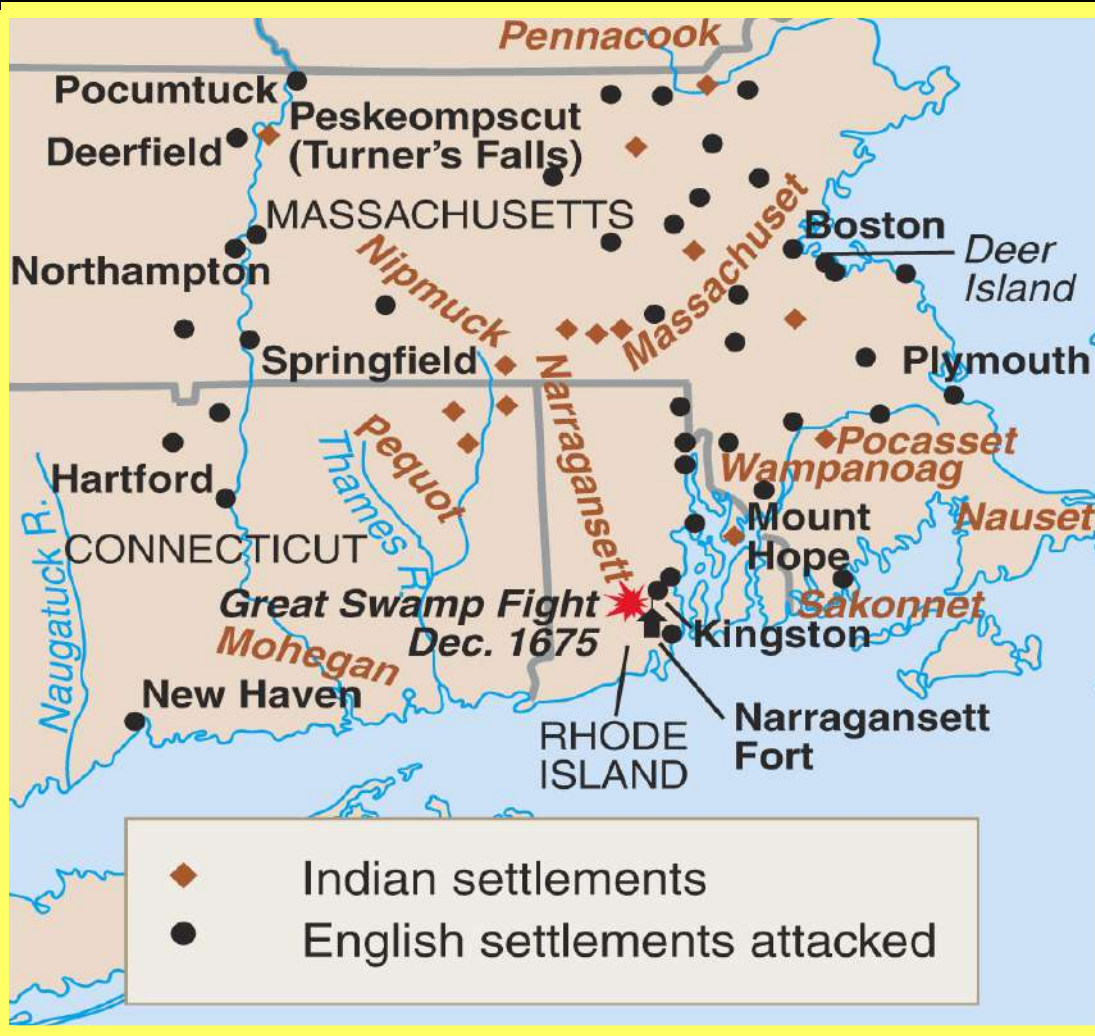 Pennacook
Pocumtuck
Peskeompscut
(Turner's Falls)
Deerfield
MASSACHUSETTS
Massachuset
Boston
Deer
Island
Northampton
Nipmuck
Springfield
Narragansett
Plymouth
Pequot
Thames R.
Pocasset
Wampanoag
Hartford
Naugatuck R.
Mount
Hope
Nauset
CONNECTICUT
Great Swamp Fight
Dec. 1675
Sakonnet
Kingston
Mohegan
New Haven
Narragansett
Fort
RHODE
ISLAND
Indian settlements
English settlements attacked